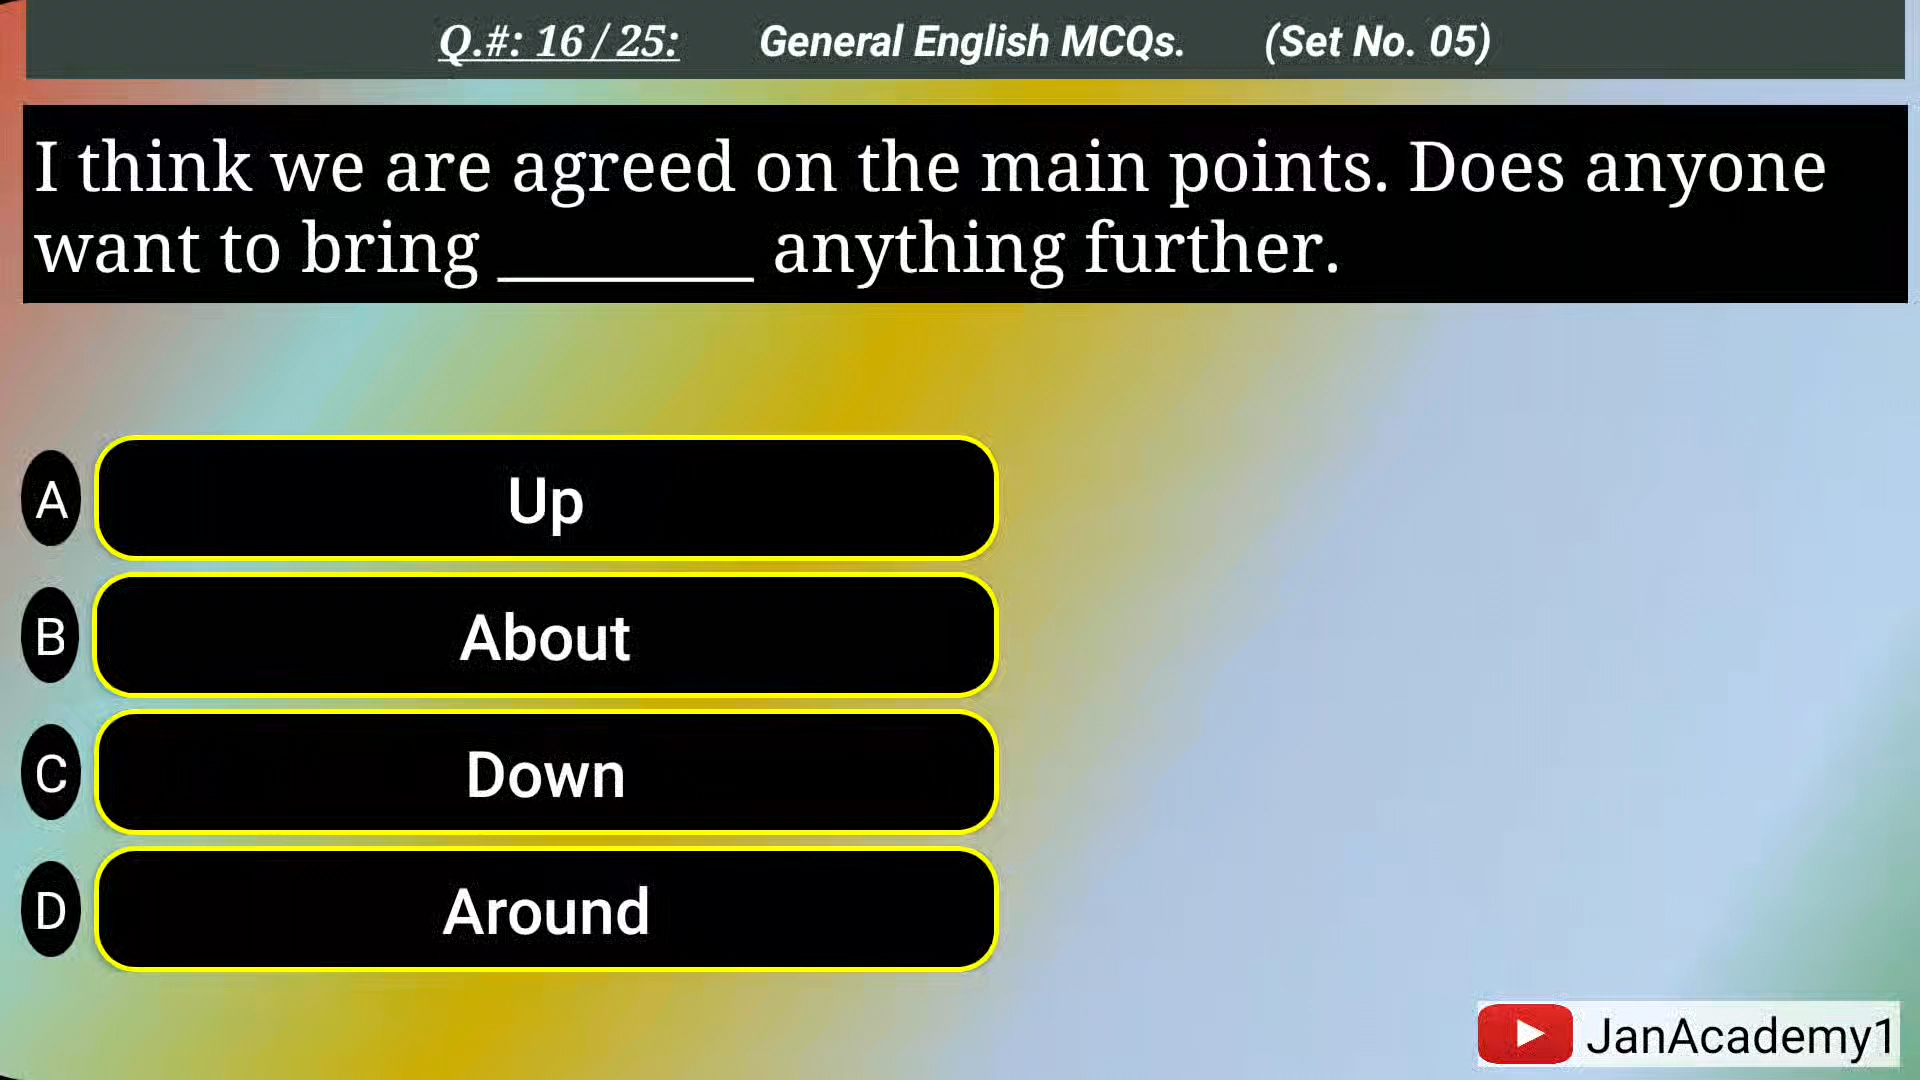 Q.#: 16 / 25: General English MCQs. (Set No. 05)
I think we are agreed on the main points. Does anyone
want to bring ________ anything further.
A Up
B About
C Down
D Around
JanAcademy1